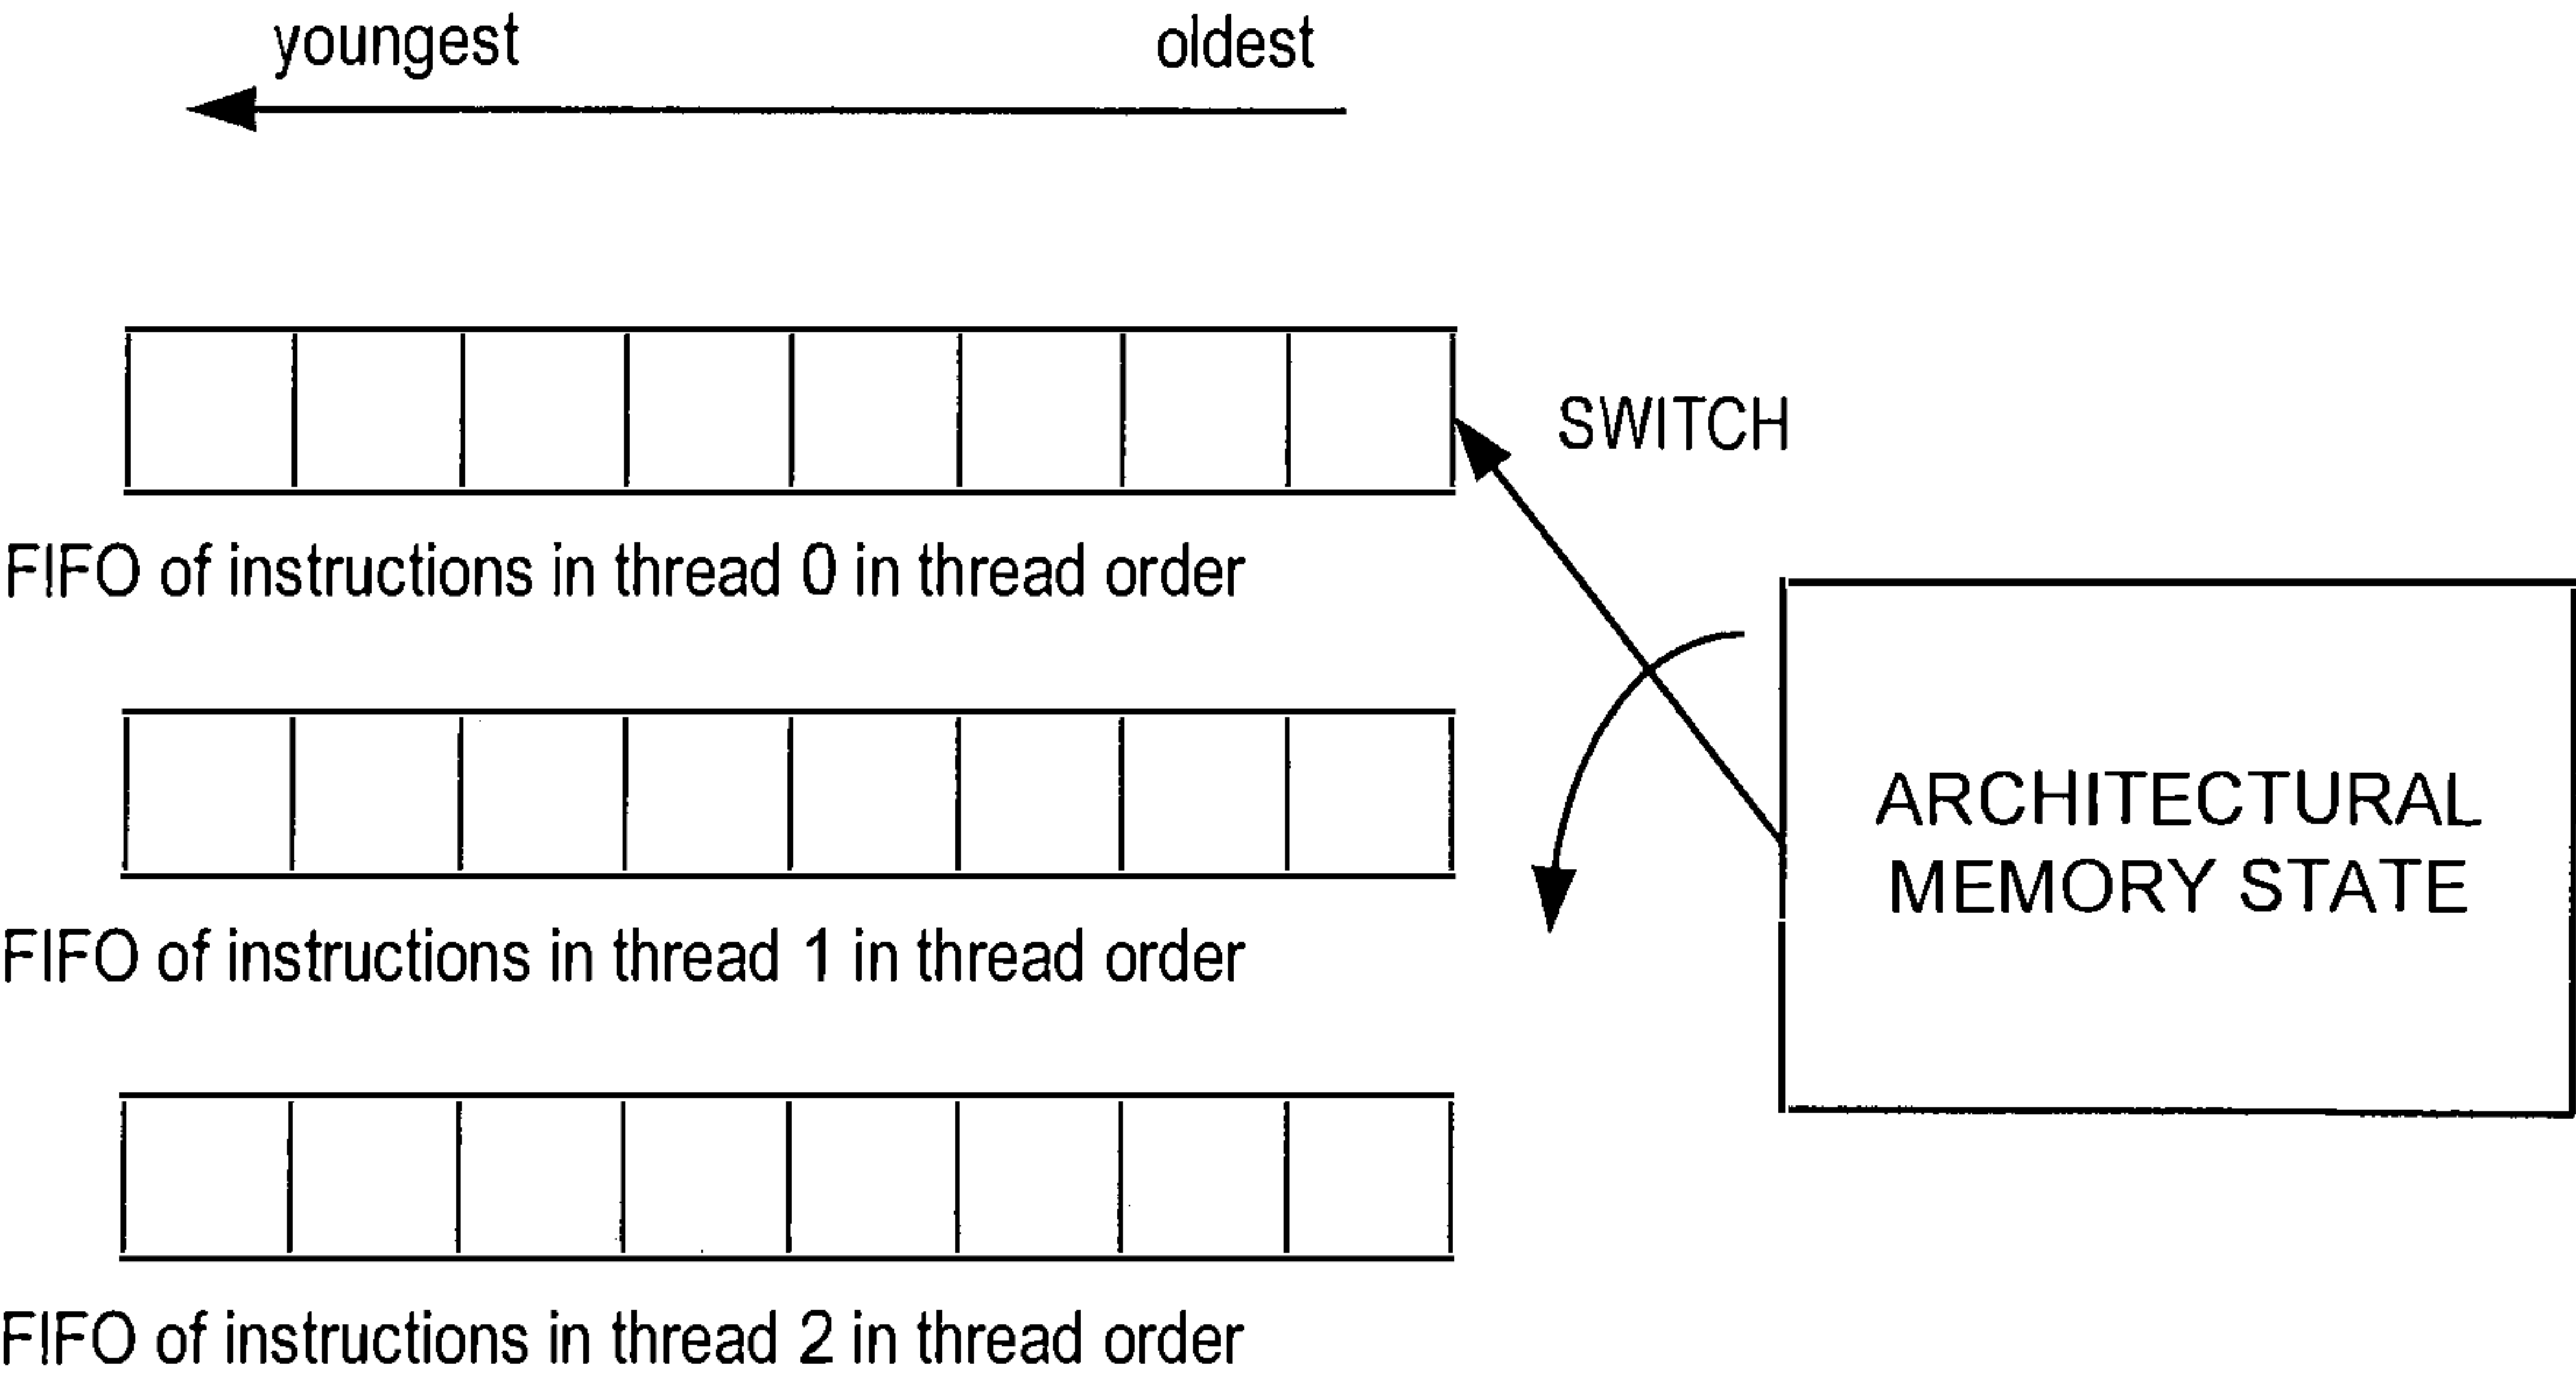 youngest oldest
SWITCH
FIFO of instructions in thread 0 in thread order
ARCHITECTURAL
MEMORY STATE
FIFO of instructions in thread 1 in thread order
FIFO of instructions in thread 2 in thread order